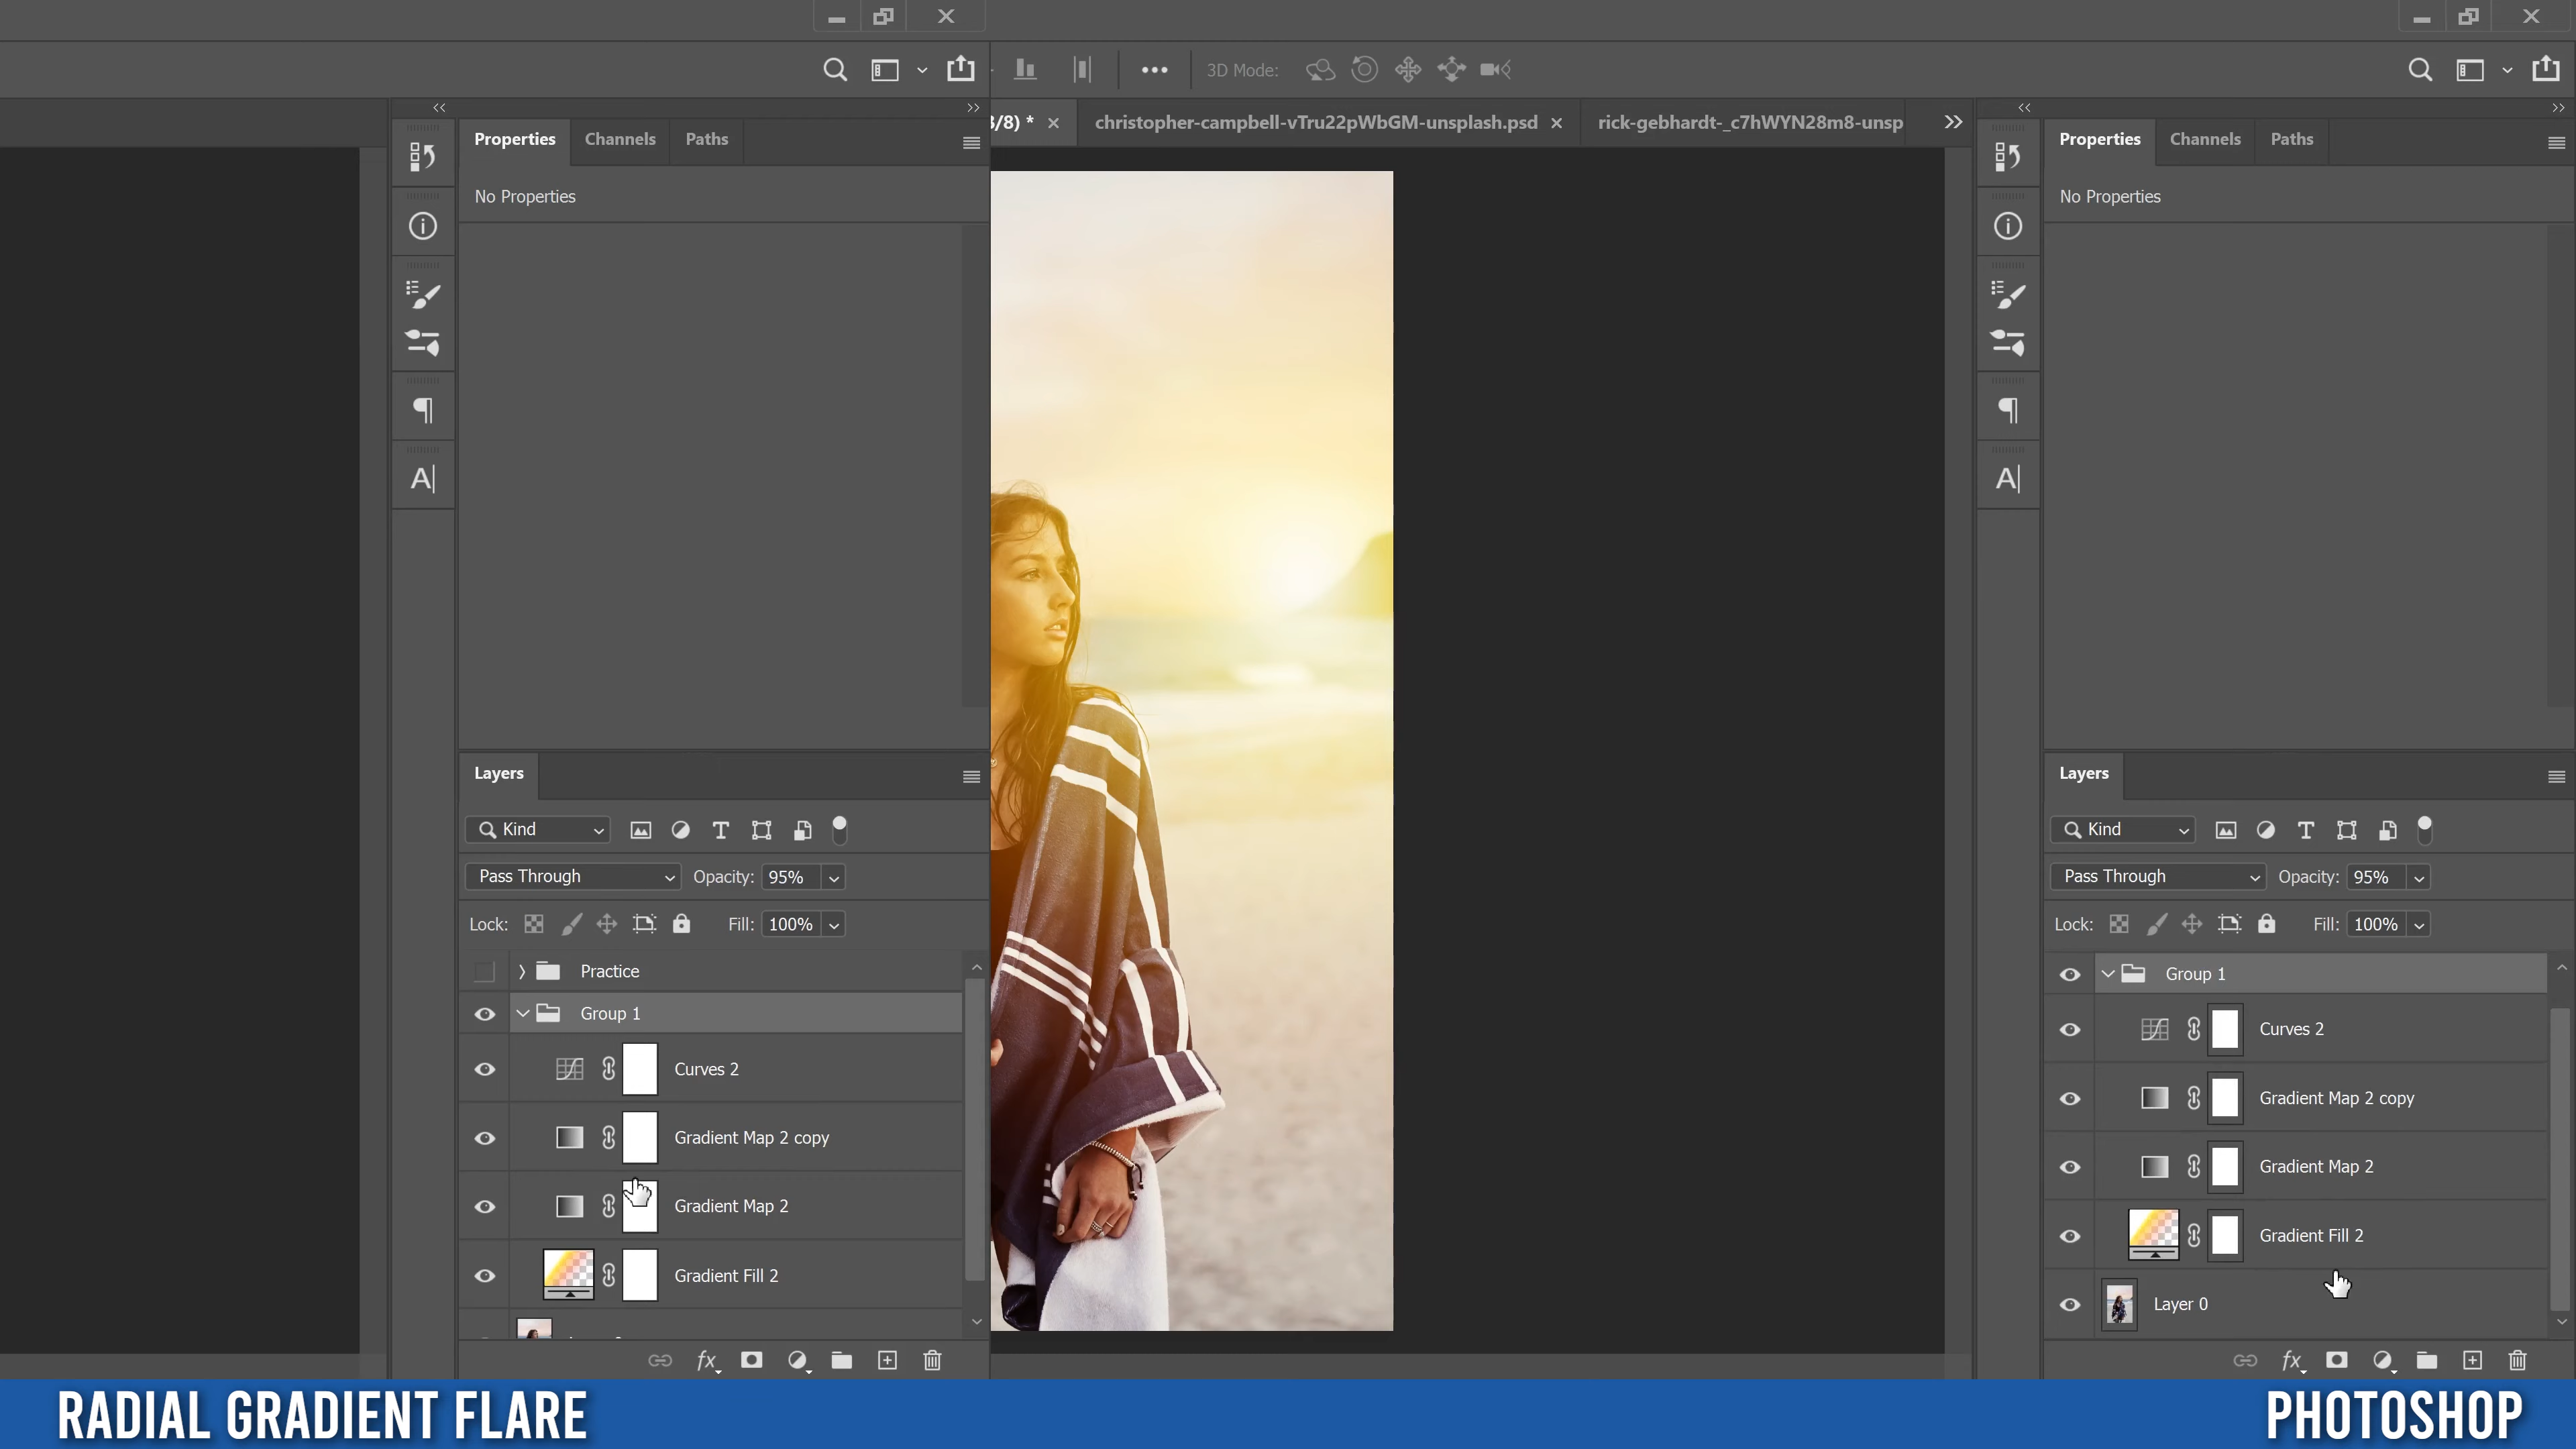 3D Mode:
3/8) * × christopher-campbell-vTru22pWbGM-unsplash.psd × rick-gebhardt-_c7hWYN28m8-unsp
Properties Channels Paths
No Properties
Layers
Kind
Pass Through Opacity: 95%
Lock: Fill: 100%
Practice
Group 1
Curves 2
Gradient Map 2 copy
Gradient Map 2
Gradient Fill 2
fx
Properties Channels Paths
No Properties
Layers
Kind
Pass Through Opacity: 95%
Lock: Fill: 100%
Group 1
Curves 2
Gradient Map 2 copy
Gradient Map 2
Gradient Fill 2
Layer 0
fx
RADIAL GRADIENT FLARE
PHOTOSHOP